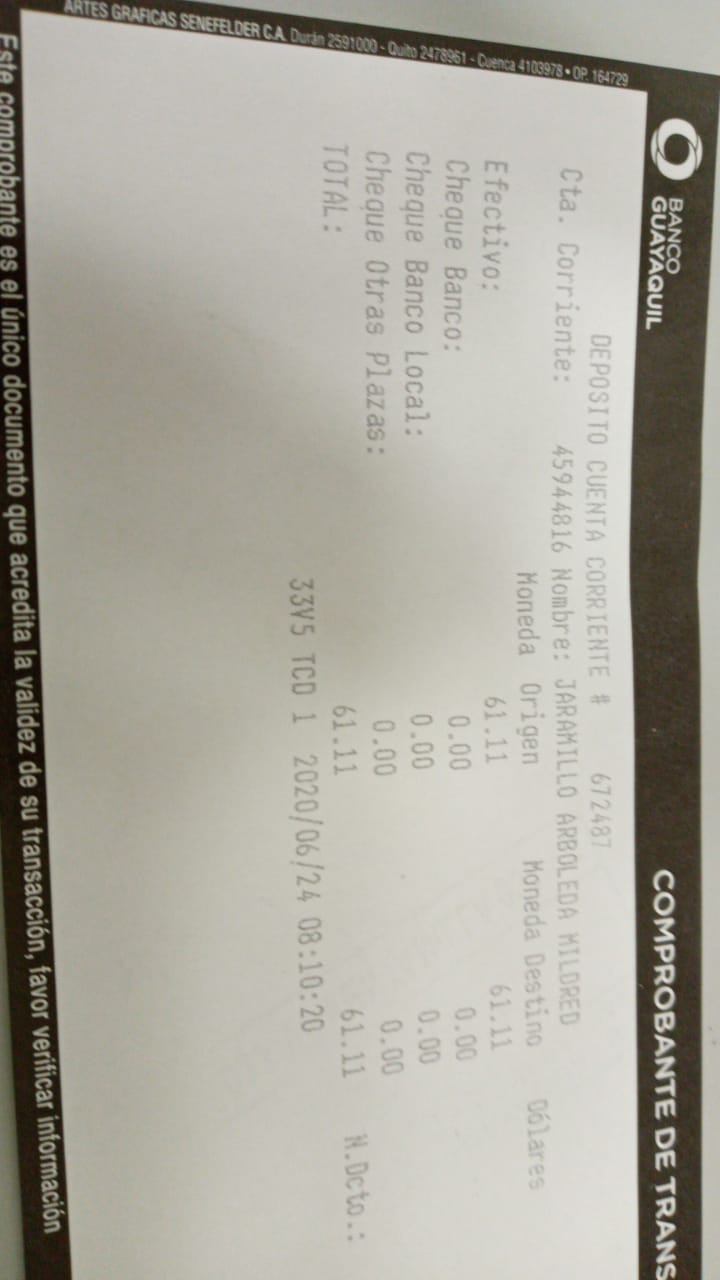 BANCO
GUAYAQUIL
COMPROBANTE DE TRANS
DEPOSITO CUENTA CORRIENTE # 672487
Cta. Corriente: 45944816 Nombre: JARAMILLO ARBOLEDA MILDRED
Moneda Origen Moneda Destino Dólares
Efectivo: 61.11 61.11
Cheque Banco: 0.00 0.00
Cheque Banco Local: 0.00 0.00
Cheque Otras Plazas: 0.00 0.00
TOTAL: 61.11 61.11 N.Dcto.:
33V5 TCD 1 2020/06/24 08:10:20
Este comprobante es el único documento que acredita la validez de su transacción, favor verificar información
ARTES GRAFICAS SENEFELDER C.A. Durán 2591000 - Quito 2478961 - Cuenca 4103978 • OP. 164729